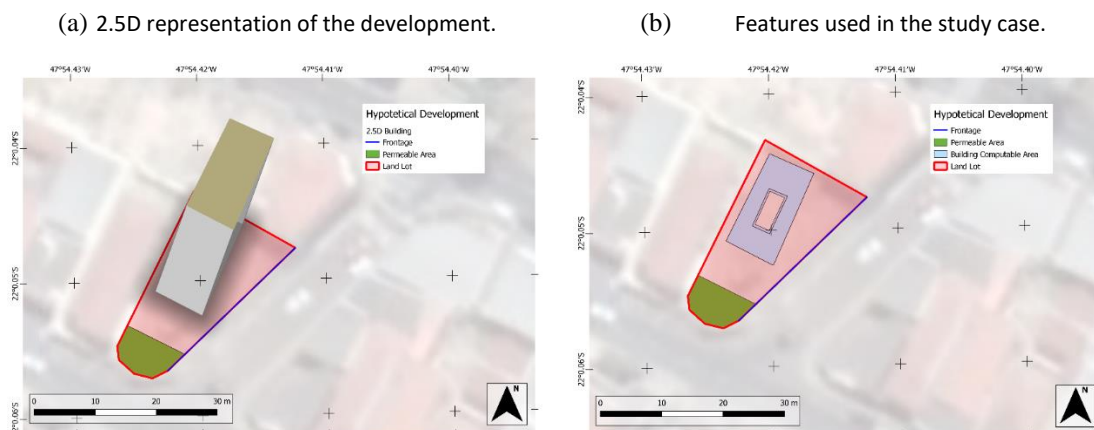 (a) 2.5D representation of the development.
47°54.43'W 47°54.42'W 47°54.41'W 47°54.40'W
22°0.04'S
22°0.05'S
22°0.06'S
Hypotetical Development
2.5D Building
Frontage
Permeable Area
Land Lot
0 10 20 30 m
N
(b) Features used in the study case.
47°54.43'W 47°54.42'W 47°54.41'W 47°54.40'W
22°0.04'S
22°0.05'S
22°0.06'S
Hypotetical Development
Frontage
Permeable Area
Building Computable Area
Land Lot
0 10 20 30 m
N